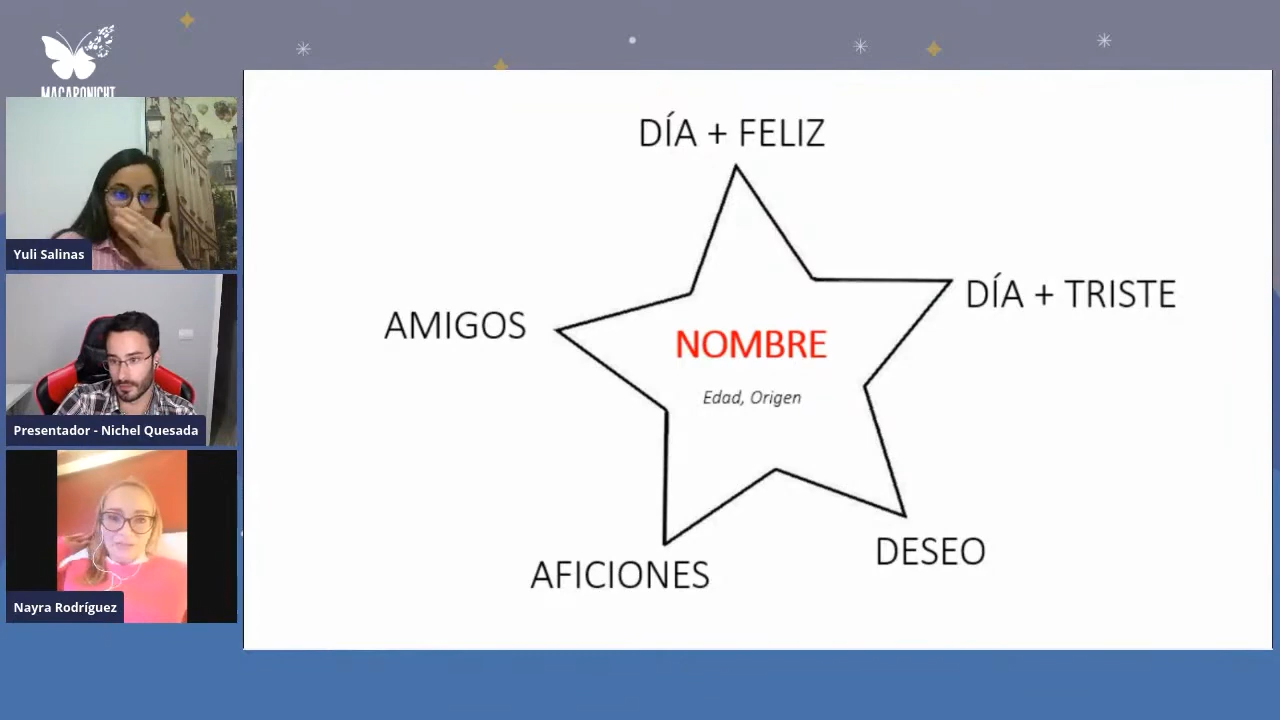 MACARONIGHT
Yuli Salinas
Presentador - Nichel Quesada
Nayra Rodríguez
DÍA + FELIZ
DÍA + TRISTE
AMIGOS
NOMBRE
Edad, Origen
DESEO
AFICIONES